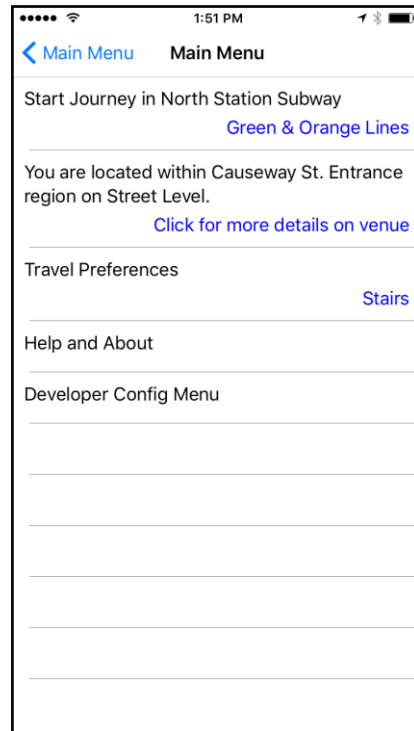 1:51 PM
Main Menu Main Menu
Start Journey in North Station Subway
Green & Orange Lines
You are located within Causeway St. Entrance
region on Street Level.
Click for more details on venue
Travel Preferences
Stairs
Help and About
Developer Config Menu